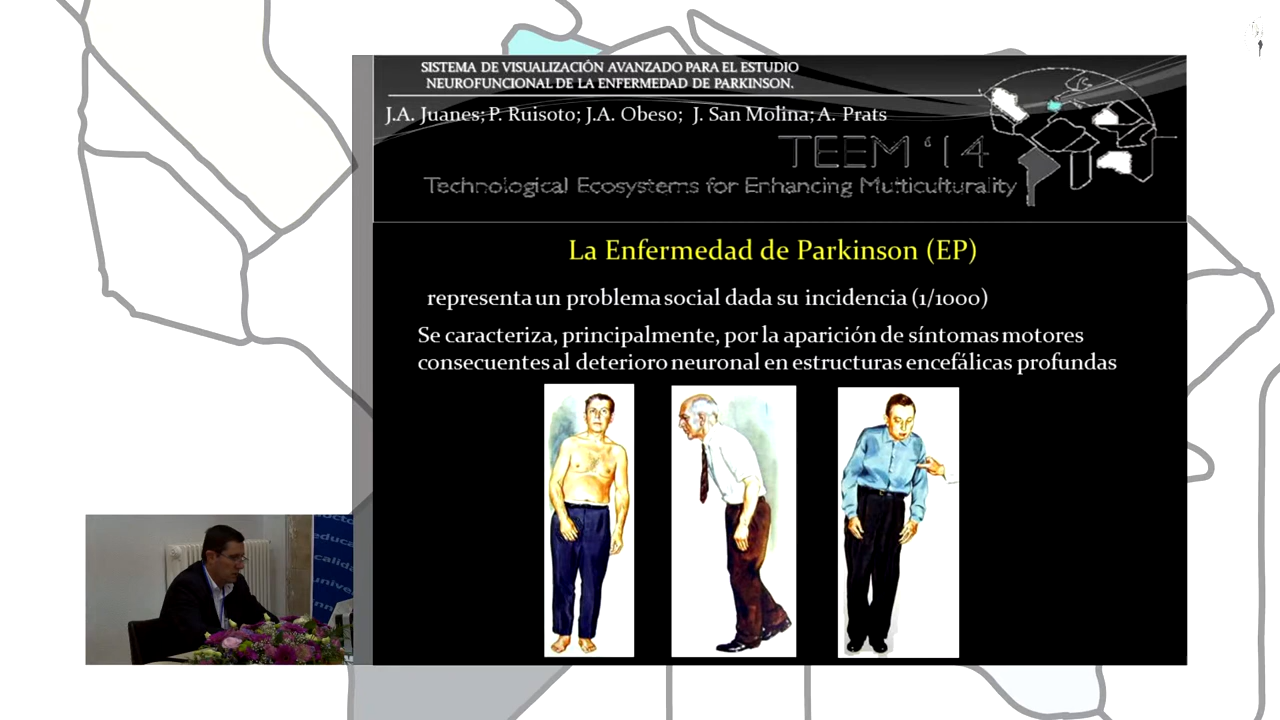 SISTEMA DE VISUALIZACIÓN AVANZADO PARA EL ESTUDIO
NEUROFUNCIONAL DE LA ENFERMEDAD DE PARKINSON.
J.A. Juanes; P. Ruisoto; J.A. Obeso; J. San Molina; A. Prats
TEEM '14
Technological Ecosystems for Enhancing Multiculturality
La Enfermedad de Parkinson (EP)
representa un problema social dada su incidencia (1/1000)
Se caracteriza, principalmente, por la aparición de síntomas motores
consecuentes al deterioro neuronal en estructuras encefálicas profundas